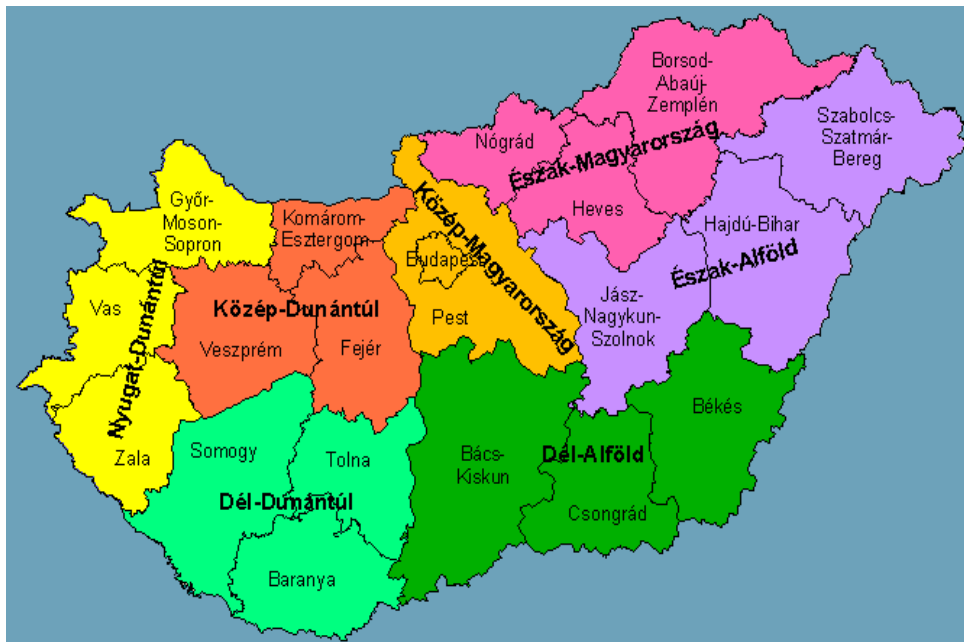 Borsod-
Abaúj-
Zemplén
Szabolcs-
Szatmár-
Bereg
Nógrád
Észak-Magyarország
Heves
Győr-
Moson-
Sopron
Komárom-
Esztergom
Közép-Magyarország
Budapest
Pest
Hajdú-Bihar
Észak-Alföld
Jász-
Nagykun-
Szolnok
Vas
Nyugat-Dunántúl
Zala
Közép-Dunántúl
Veszprém
Fejér
Somogy
Tolna
Dél-Dunántúl
Baranya
Bács-
Kiskun
Dél-Alföld
Csongrád
Békés